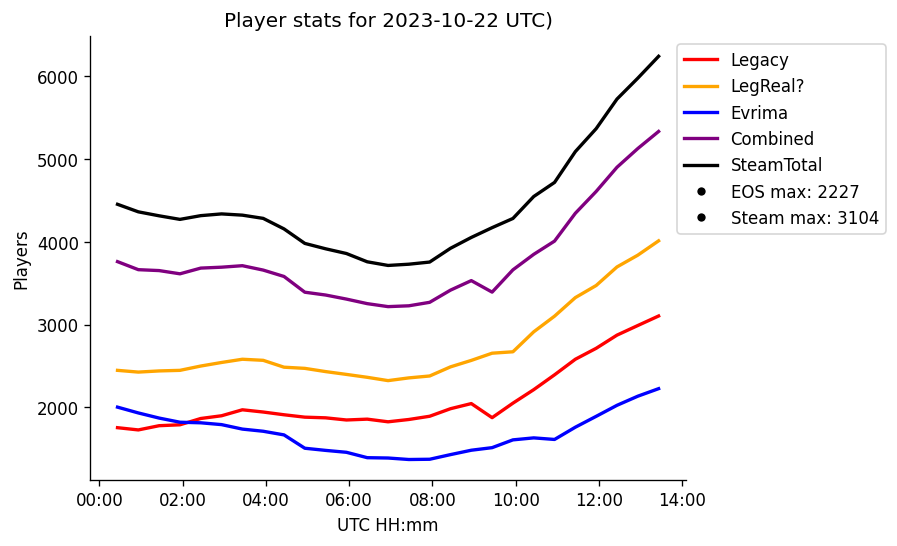 Player stats for 2023-10-22 UTC)
Legacy
LegReal?
Evrima
Combined
SteamTotal
EOS max: 2227
Steam max: 3104
Players
6000
5000
4000
3000
2000
00:00 02:00 04:00 06:00 08:00 10:00 12:00 14:00
UTC HH:mm